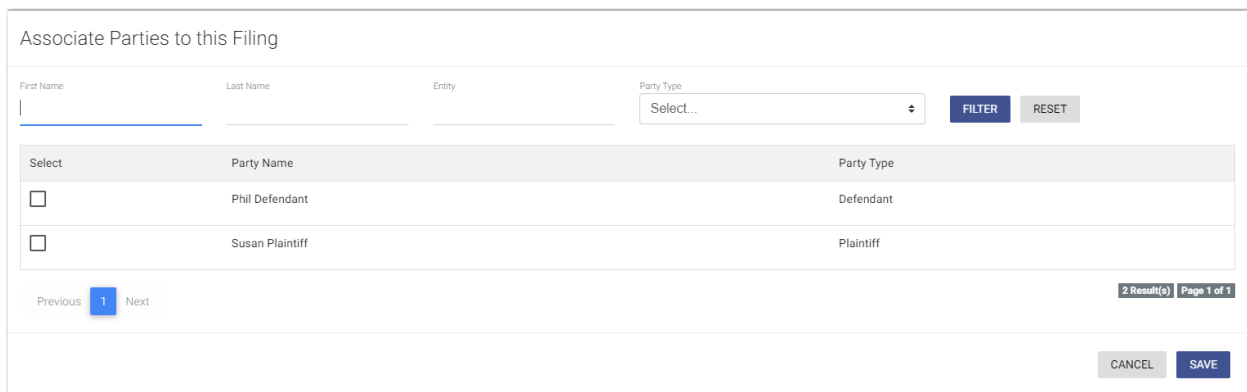 Associate Parties to this Filing
First Name Last Name Entity Party Type
Select... FILTER RESET
Select Party Name Party Type
Phil Defendant Defendant
Susan Plaintiff Plaintiff
Previous 1 Next 2 Result(s) Page 1 of 1
CANCEL SAVE